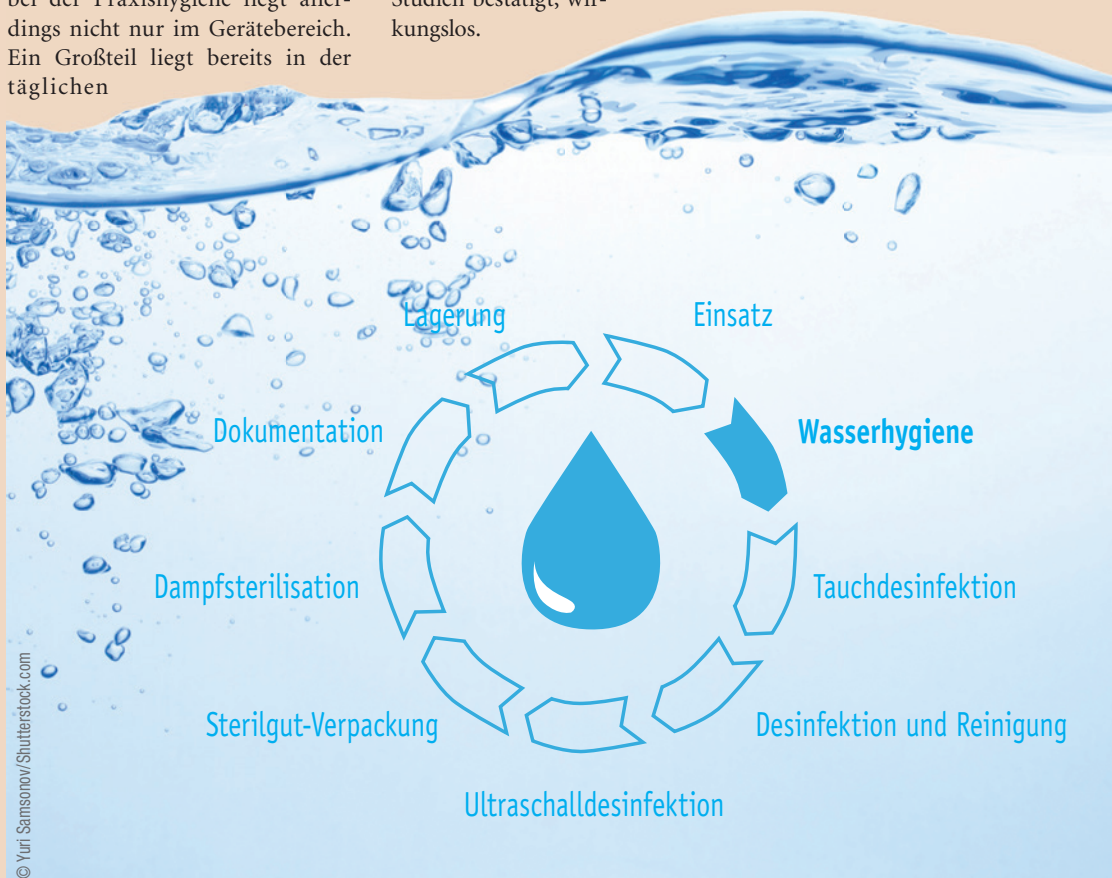 bei der Praxishygiene liegt aller-
dings nicht nur im Gerätebereich.
Ein Großteil liegt bereits in der
täglichen
Studien bestätigt, wir-
kungslos.
Lagerung
Einsatz
Dokumentation
Wasserhygiene
Dampfsterilisation
Tauchdesinfektion
Sterilgut-Verpackung
Desinfektion und Reinigung
Ultraschalldesinfektion
© Yuri Samsonov/Shutterstock.com